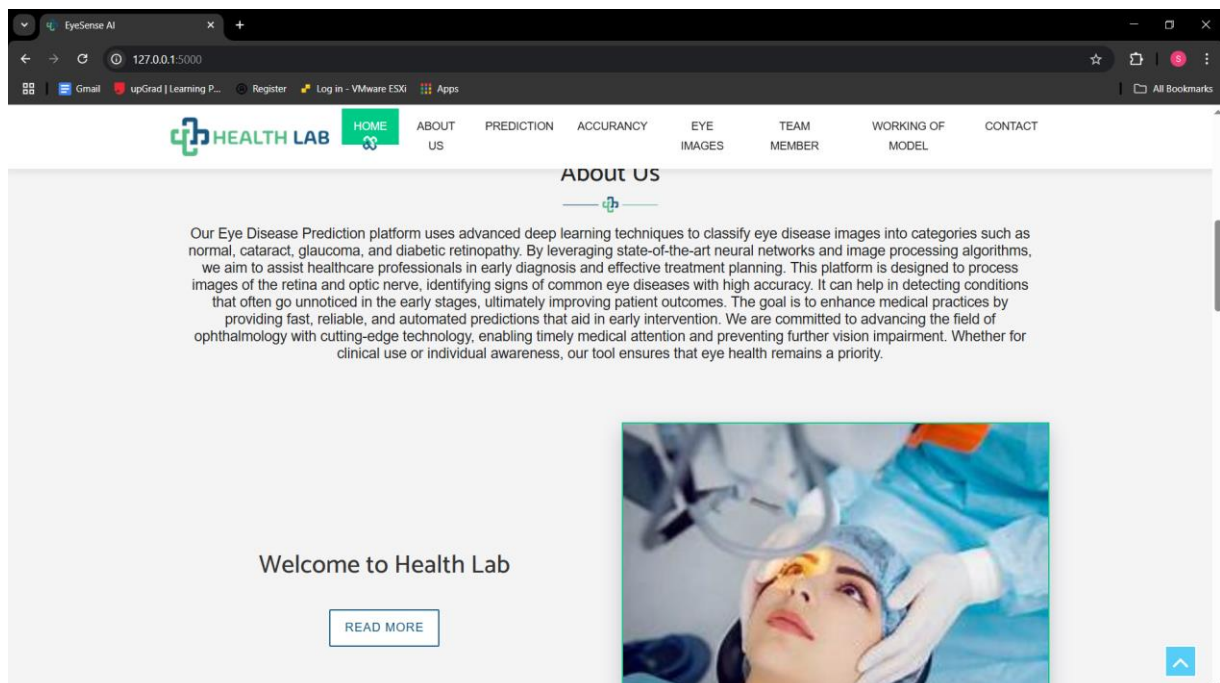 EyeSense AI
127.0.0.1:5000
Gmail
upGrad | Learning P...
Register
Log in - VMware ESXi
Apps
All Bookmarks
S
HEALTH LAB
HOME
ABOUT
US
PREDICTION
ACCURANCY
EYE
IMAGES
TEAM
MEMBER
WORKING OF
MODEL
CONTACT
About Us
Our Eye Disease Prediction platform uses advanced deep learning techniques to classify eye disease images into categories such as
normal, cataract, glaucoma, and diabetic retinopathy. By leveraging state-of-the-art neural networks and image processing algorithms,
we aim to assist healthcare professionals in early diagnosis and effective treatment planning. This platform is designed to process
images of the retina and optic nerve, identifying signs of common eye diseases with high accuracy. It can help in detecting conditions
that often go unnoticed in the early stages, ultimately improving patient outcomes. The goal is to enhance medical practices by
providing fast, reliable, and automated predictions that aid in early intervention. We are committed to advancing the field of
ophthalmology with cutting-edge technology, enabling timely medical attention and preventing further vision impairment. Whether for
clinical use or individual awareness, our tool ensures that eye health remains a priority.
Welcome to Health Lab
READ MORE